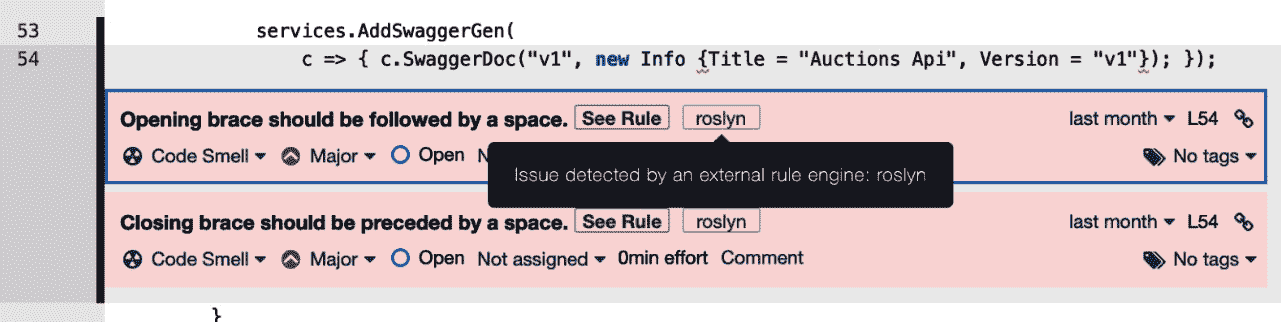 53 services.AddSwaggerGen(
54 c => { c.SwaggerDoc("v1", new Info {Title = "Auctions Api", Version = "v1"}); });
Opening brace should be followed by a space. See Rule roslyn last month L54
Code Smell Major Open No tags
Issue detected by an external rule engine: roslyn
Closing brace should be preceded by a space. See Rule roslyn last month L54
Code Smell Major Open Not assigned 0min effort Comment No tags
}